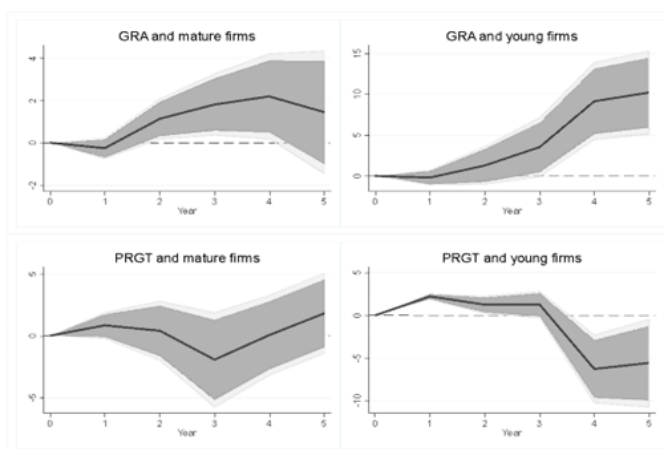 GRA and mature firms
4
2
0
-2
0 1 2 3 4 5
Year
GRA and young firms
15
10
5
0
0 1 2 3 4 5
Year
PRGT and mature firms
5
0
-5
0 1 2 3 4 5
Year
PRGT and young firms
5
0
-5
-10
0 1 2 3 4 5
Year